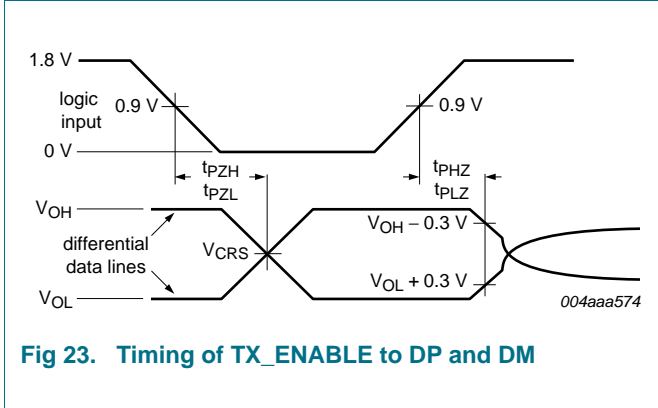 1.8 V
logic
input
0.9 V
0.9 V
0 V
tPZH
tPZL
tPHZ
tPLZ
VOH
VOH − 0.3 V
differential
data lines
VCRS
VOL + 0.3 V
VOL
004aaa574
Fig 23. Timing of TX_ENABLE to DP and DM